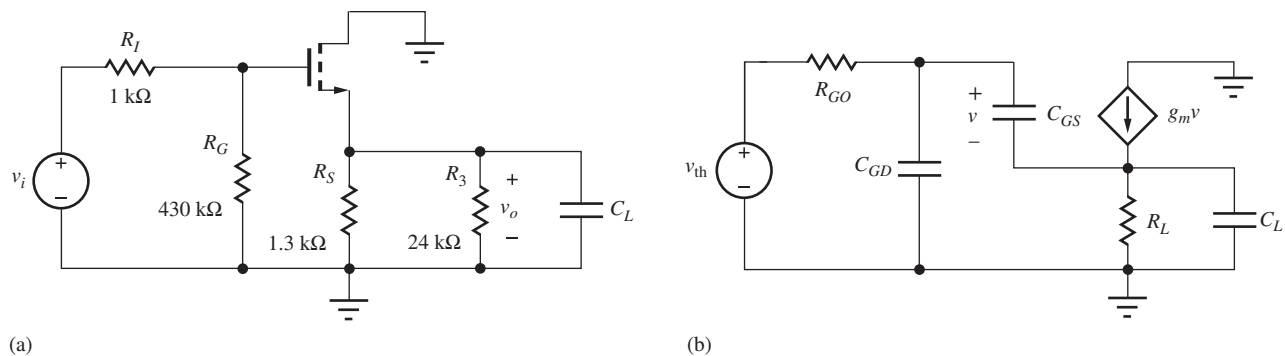 R_I
1 kΩ
R_G
430 kΩ
v_i
+
−
R_S
1.3 kΩ
R_3
24 kΩ
+
v_o
−
C_L
(a)
R_GO
v_th
+
−
C_GD
+
v
−
C_GS
g_m v
R_L
C_L
(b)